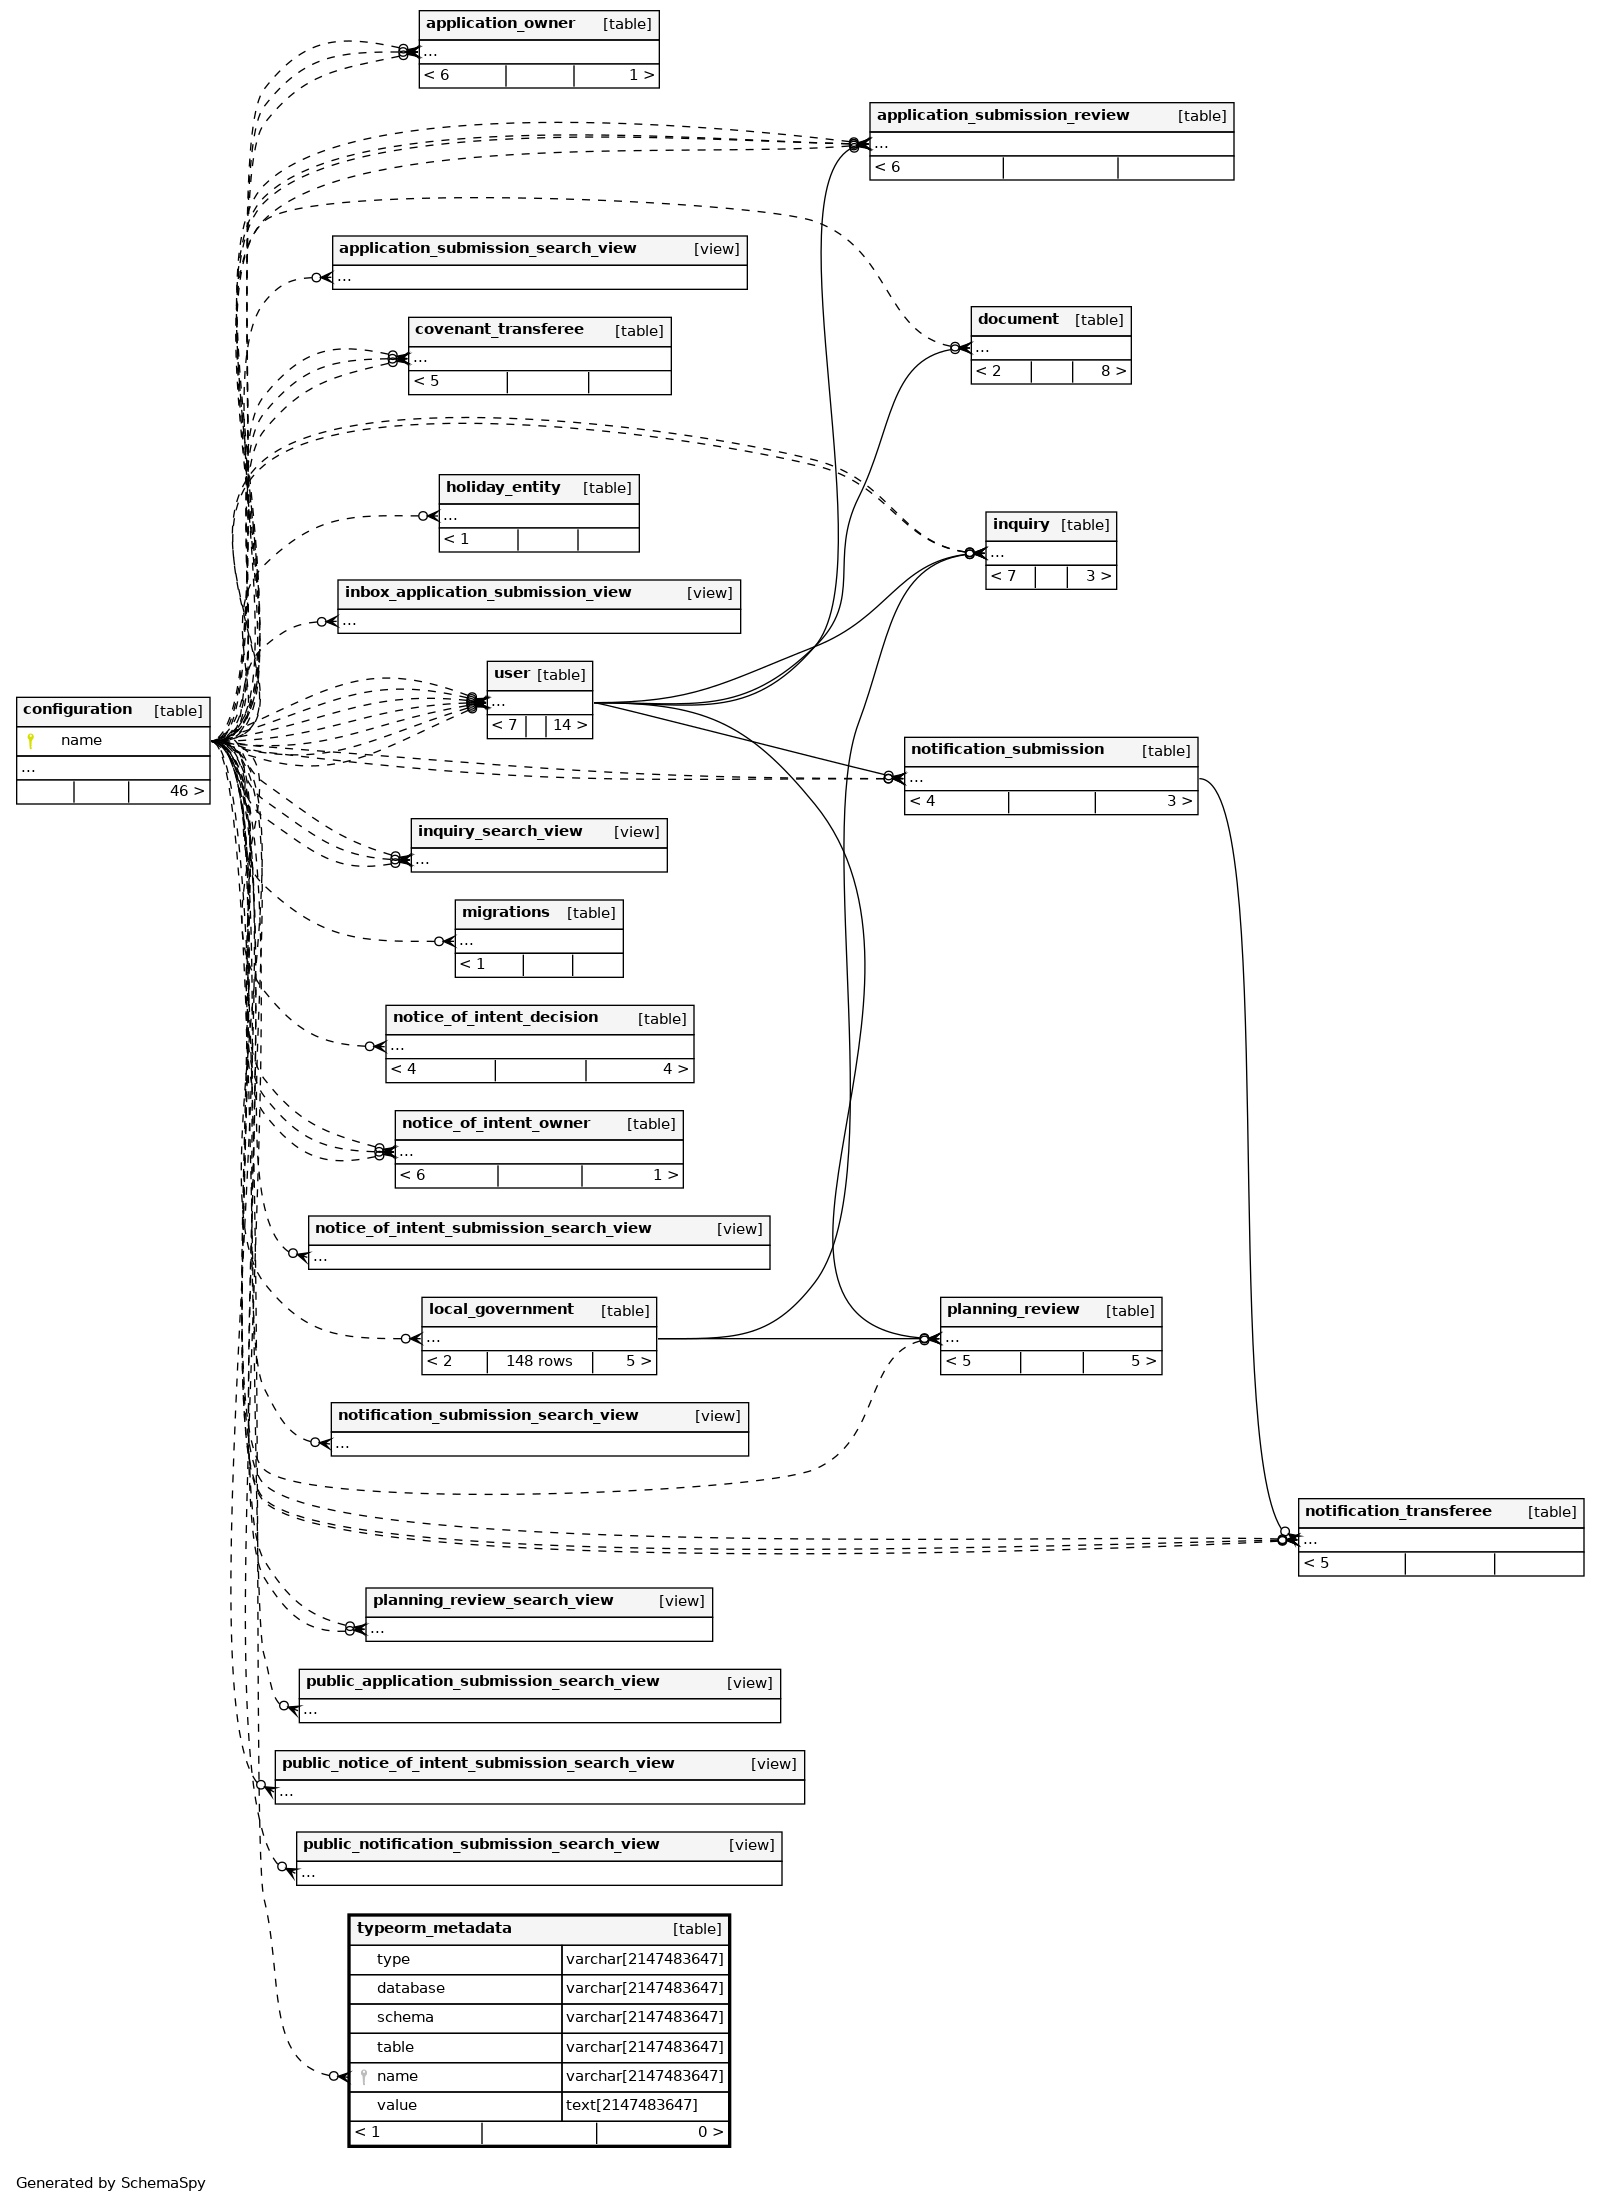 application_owner [table]
...
< 6 1 >
application_submission_review [table]
...
< 6
application_submission_search_view [view]
...
document [table]
...
< 2 8 >
covenant_transferee [table]
...
< 5
holiday_entity [table]
...
< 1
inquiry [table]
...
< 7 3 >
inbox_application_submission_view [view]
...
user [table]
...
< 7 14 >
configuration [table]
name
...
46 >
notification_submission [table]
...
< 4 3 >
inquiry_search_view [view]
...
migrations [table]
...
< 1
notice_of_intent_decision [table]
...
< 4 4 >
notice_of_intent_owner [table]
...
< 6 1 >
notice_of_intent_submission_search_view [view]
...
local_government [table]
...
< 2 148 rows 5 >
planning_review [table]
...
< 5 5 >
notification_submission_search_view [view]
...
notification_transferee [table]
...
< 5
planning_review_search_view [view]
...
public_application_submission_search_view [view]
...
public_notice_of_intent_submission_search_view [view]
...
public_notification_submission_search_view [view]
...
typeorm_metadata [table]
type varchar[2147483647]
database varchar[2147483647]
schema varchar[2147483647]
table varchar[2147483647]
name varchar[2147483647]
value text[2147483647]
< 1 0 >
Generated by SchemaSpy